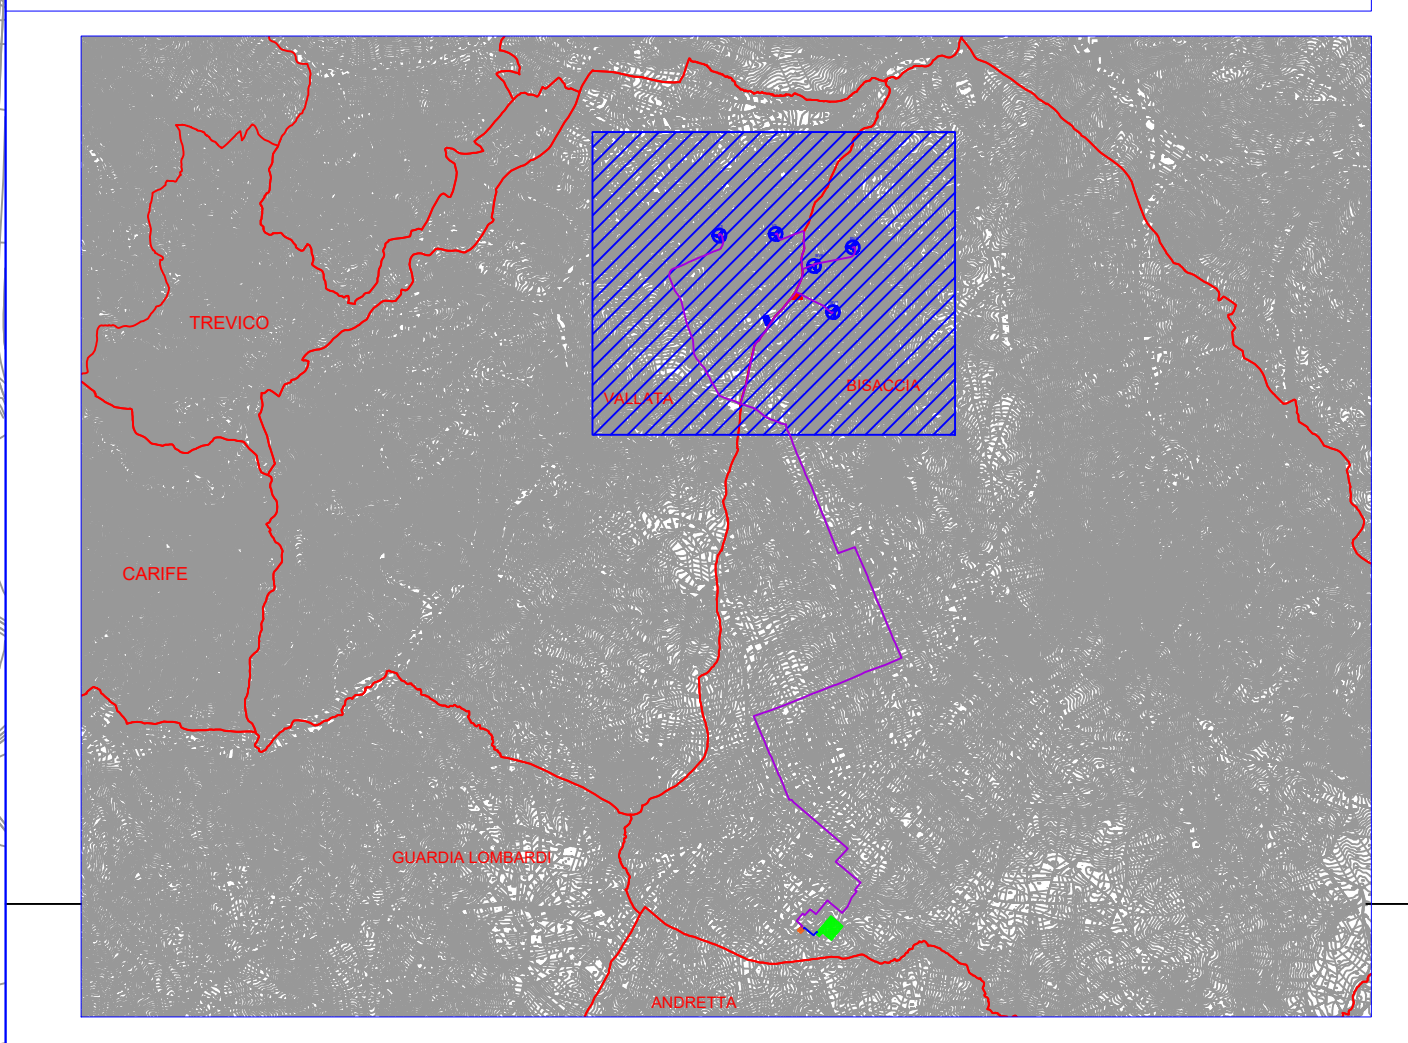 TREVICO
BISACCIA
VALLATA
CARIFE
GUARDIA LOMBARDI
ANDRETTA